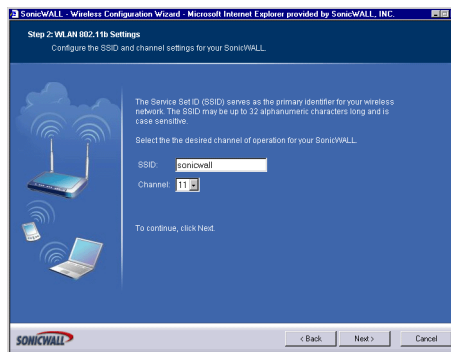 SonicWALL - Wireless Configuration Wizard - Microsoft Internet Explorer provided by SonicWALL, INC.
Step 2: WLAN 802.11b Settings
Configure the SSID and channel settings for your SonicWALL.
The Service Set ID (SSID) serves as the primary identifier for your wireless
network. The SSID may be up to 32 alphanumeric characters long and is
case sensitive.
Select the the desired channel of operation for your SonicWALL.
SSID: sonicwall
Channel: 11
To continue, click Next.
SONICWALL
< Back Next > Cancel